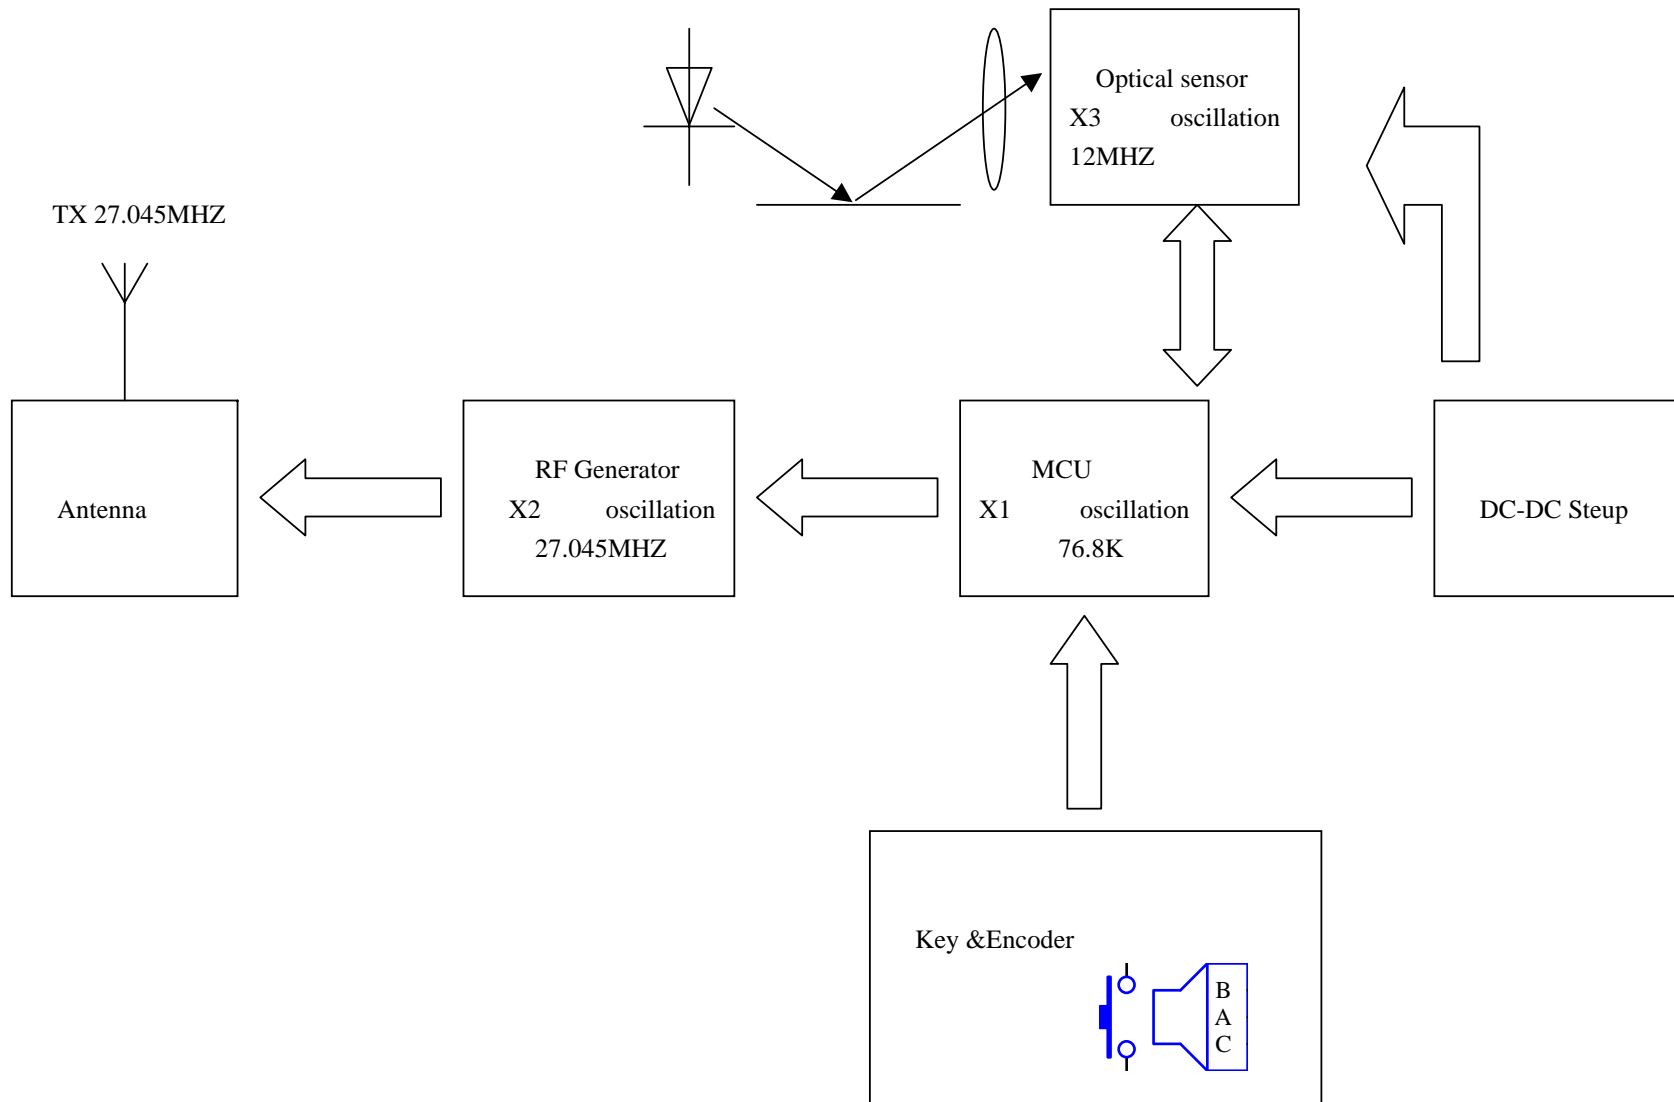 Optical sensor
X3 oscillation
12MHZ
TX 27.045MHZ
Antenna
RF Generator
X2 oscillation
27.045MHZ
MCU
X1 oscillation
76.8K
DC-DC Steup
Key &Encoder
B
A
C